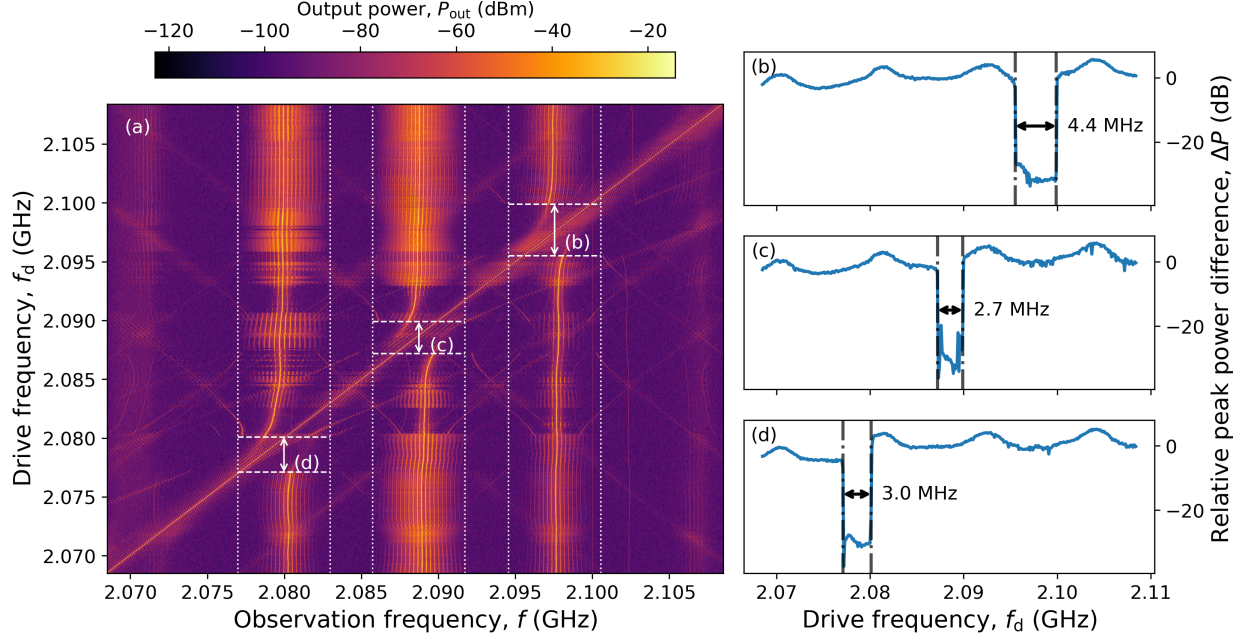 Output power, P_out (dBm)
−120 −100 −80 −60 −40 −20
(a)
(b)
(c)
(d)
2.105
2.100
2.095
2.090
2.085
2.080
2.075
2.070
Drive frequency, f_d (GHz)
2.070 2.075 2.080 2.085 2.090 2.095 2.100 2.105
Observation frequency, f (GHz)
(b)
4.4 MHz
0
−20
(c)
2.7 MHz
0
−20
(d)
3.0 MHz
0
−20
2.07 2.08 2.09 2.10 2.11
Drive frequency, f_d (GHz)
Relative peak power difference, ΔP (dB)